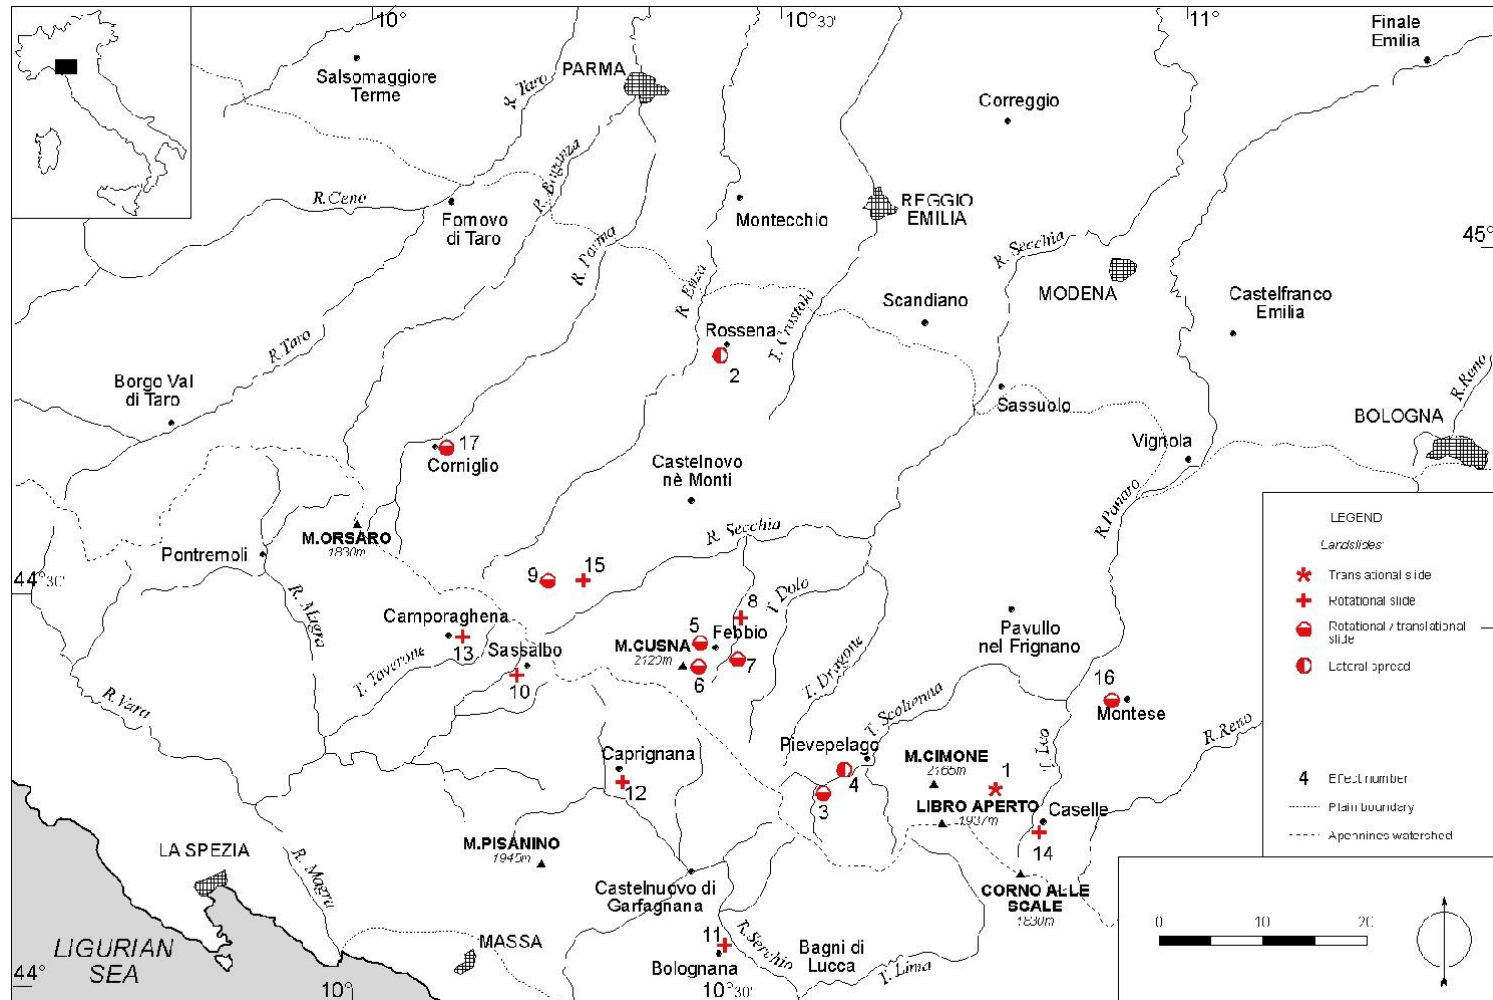 10°
10°30'
11°
Finale
Emilia
Salsomaggiore
Terme
PARMA
R. Taro
Correggio
R. Baganza
R.Ceno
Fornovo
di Taro
Montecchio
REGGIO
EMILIA
R. Parma
R. Secchia
45°
R. Enza
MODENA
Castelfranco
Emilia
Scandiano
T. Crostolo
Rossena
2
R.Taro
Borgo Val
di Taro
Sassuolo
R.Reno
BOLOGNA
Vignola
17
Corniglio
Castelnovo
nè Monti
R.Panaro
M.ORSARO
1830m
R. Secchia
Pontremoli
44°30'
9
15
R. Magra
Camporaghena
13
8
T. Dolo
5
Febbio
M.CUSNA
2120m
6
7
Pavullo
nel Frignano
Sassalbo
10
T. Taverone
T. Dragone
R. Vara
16
Montese
T. Scoltenna
R.Reno
Pievepelago
4
3
M.CIMONE
2165m
1
LIBRO APERTO
1937m
T. Leo
Caselle
14
Caprignana
12
M.PISANINO
1945m
LA SPEZIA
R. Magra
Castelnuovo di
Garfagnana
CORNO ALLE
SCALE
1830m
LIGURIAN
SEA
MASSA
11
Bolognana
R.Serchio
Bagni di
Lucca
T. Lima
44°
10°
10°30'
LEGEND
Landslides
Translational slide
Rotational slide
Rotational / translational
slide
Lateral spread
4 Effect number
Plain boundary
Apennines watershed
0 10 20